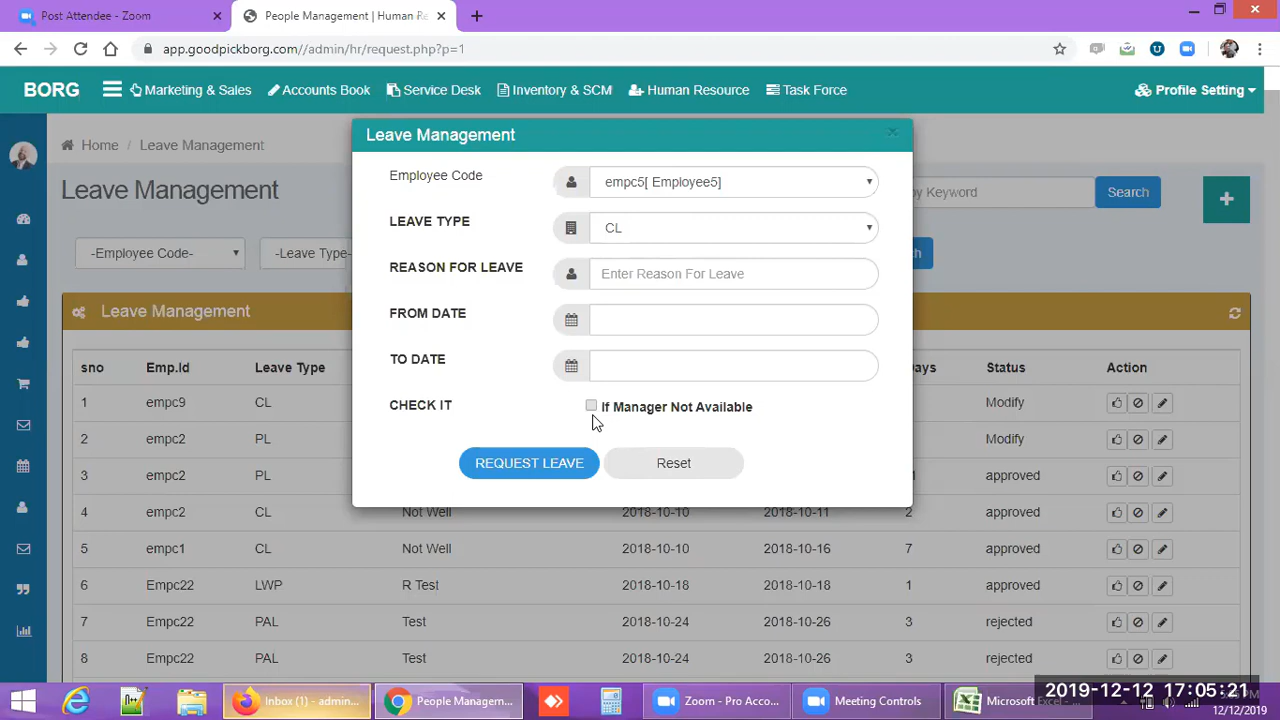 Post Attendee - Zoom
People Management | Human Re
app.goodpickborg.com//admin/hr/request.php?p=1
BORG Marketing & Sales Accounts Book Service Desk Inventory & SCM Human Resource Task Force Profile Setting
Home / Leave Management
Leave Management
by Keyword Search
-Employee Code- -Leave Type-
Leave Management
Employee Code empc5[ Employee5]
LEAVE TYPE CL
REASON FOR LEAVE Enter Reason For Leave
FROM DATE
TO DATE
CHECK IT If Manager Not Available
REQUEST LEAVE Reset
Leave Management
sno Emp.Id Leave Type Days Status Action
1 empc9 CL Modify
2 empc2 PL Modify
3 empc2 PL approved
4 empc2 CL Not Well 2018-10-10 2018-10-11 2 approved
5 empc1 CL Not Well 2018-10-10 2018-10-16 7 approved
6 Empc22 LWP R Test 2018-10-18 2018-10-18 1 approved
7 Empc22 PAL Test 2018-10-24 2018-10-26 3 rejected
8 Empc22 PAL Test 2018-10-24 2018-10-26 3 rejected
Inbox (1) - admin... People Managem... Zoom - Pro Accou... Meeting Controls Microsoft Excel
2019-12-12 17:05:21
12/12/2019